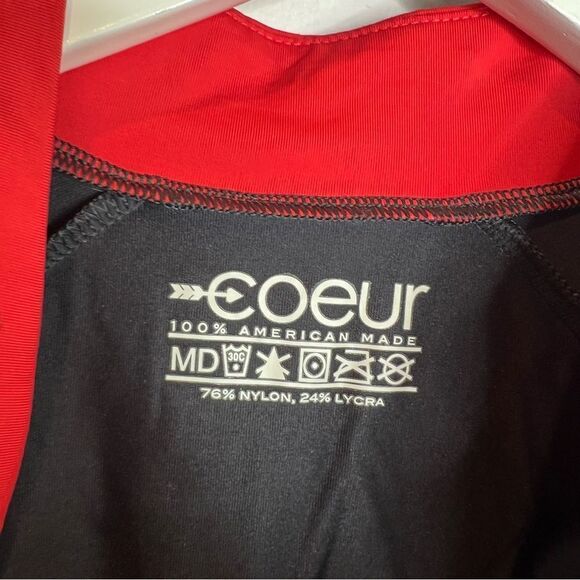 coeur
100% AMERICAN MADE
MD 30C
76% NYLON, 24% LYCRA